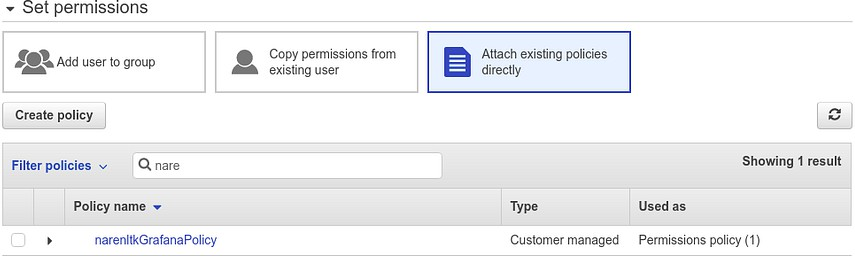 Set permissions
Add user to group
Copy permissions from
existing user
Attach existing policies
directly
Create policy
Filter policies
nare
Showing 1 result
Policy name
Type
Used as
narenltkGrafanaPolicy
Customer managed
Permissions policy (1)